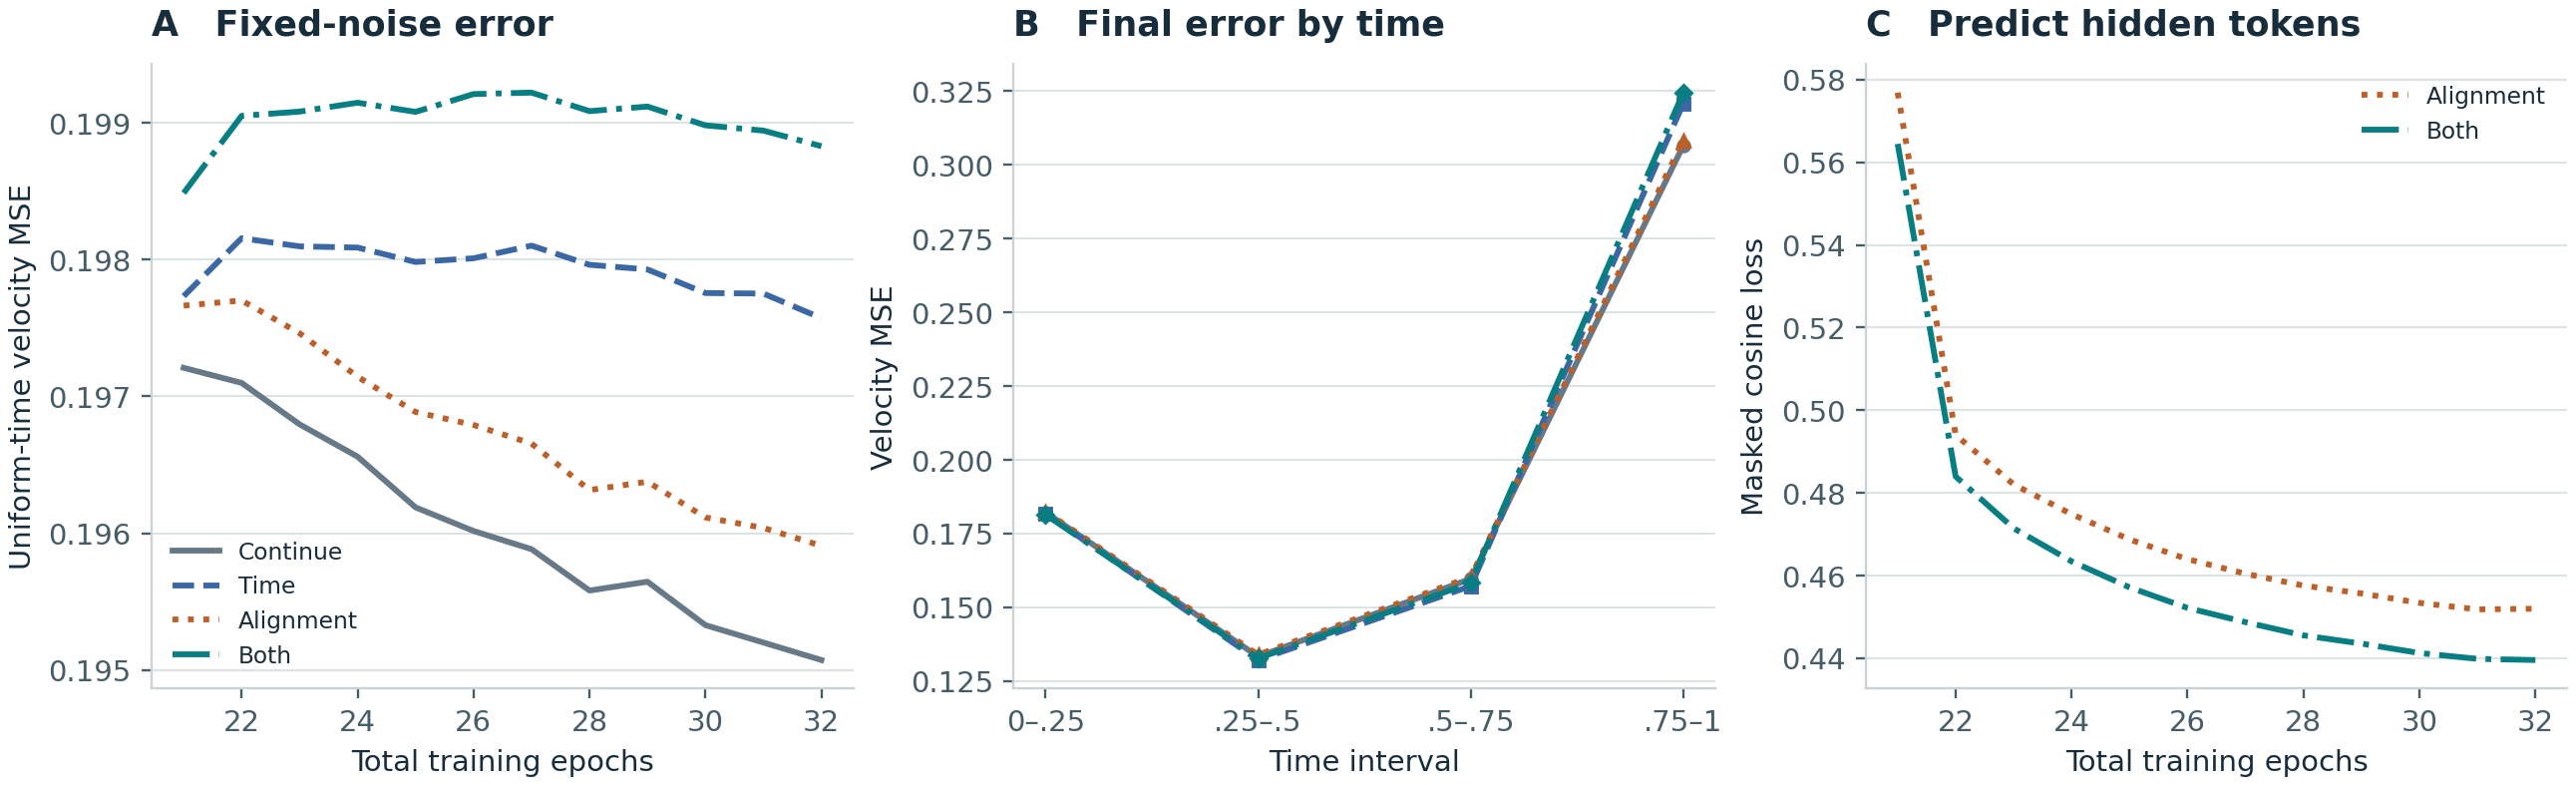 A Fixed-noise error
Uniform-time velocity MSE
0.199
0.198
0.197
0.196
0.195
Continue
Time
Alignment
Both
22 24 26 28 30 32
Total training epochs
B Final error by time
Velocity MSE
0.325
0.300
0.275
0.250
0.225
0.200
0.175
0.150
0.125
0–.25 .25–.5 .5–.75 .75–1
Time interval
C Predict hidden tokens
Masked cosine loss
0.58
0.56
0.54
0.52
0.50
0.48
0.46
0.44
Alignment
Both
22 24 26 28 30 32
Total training epochs